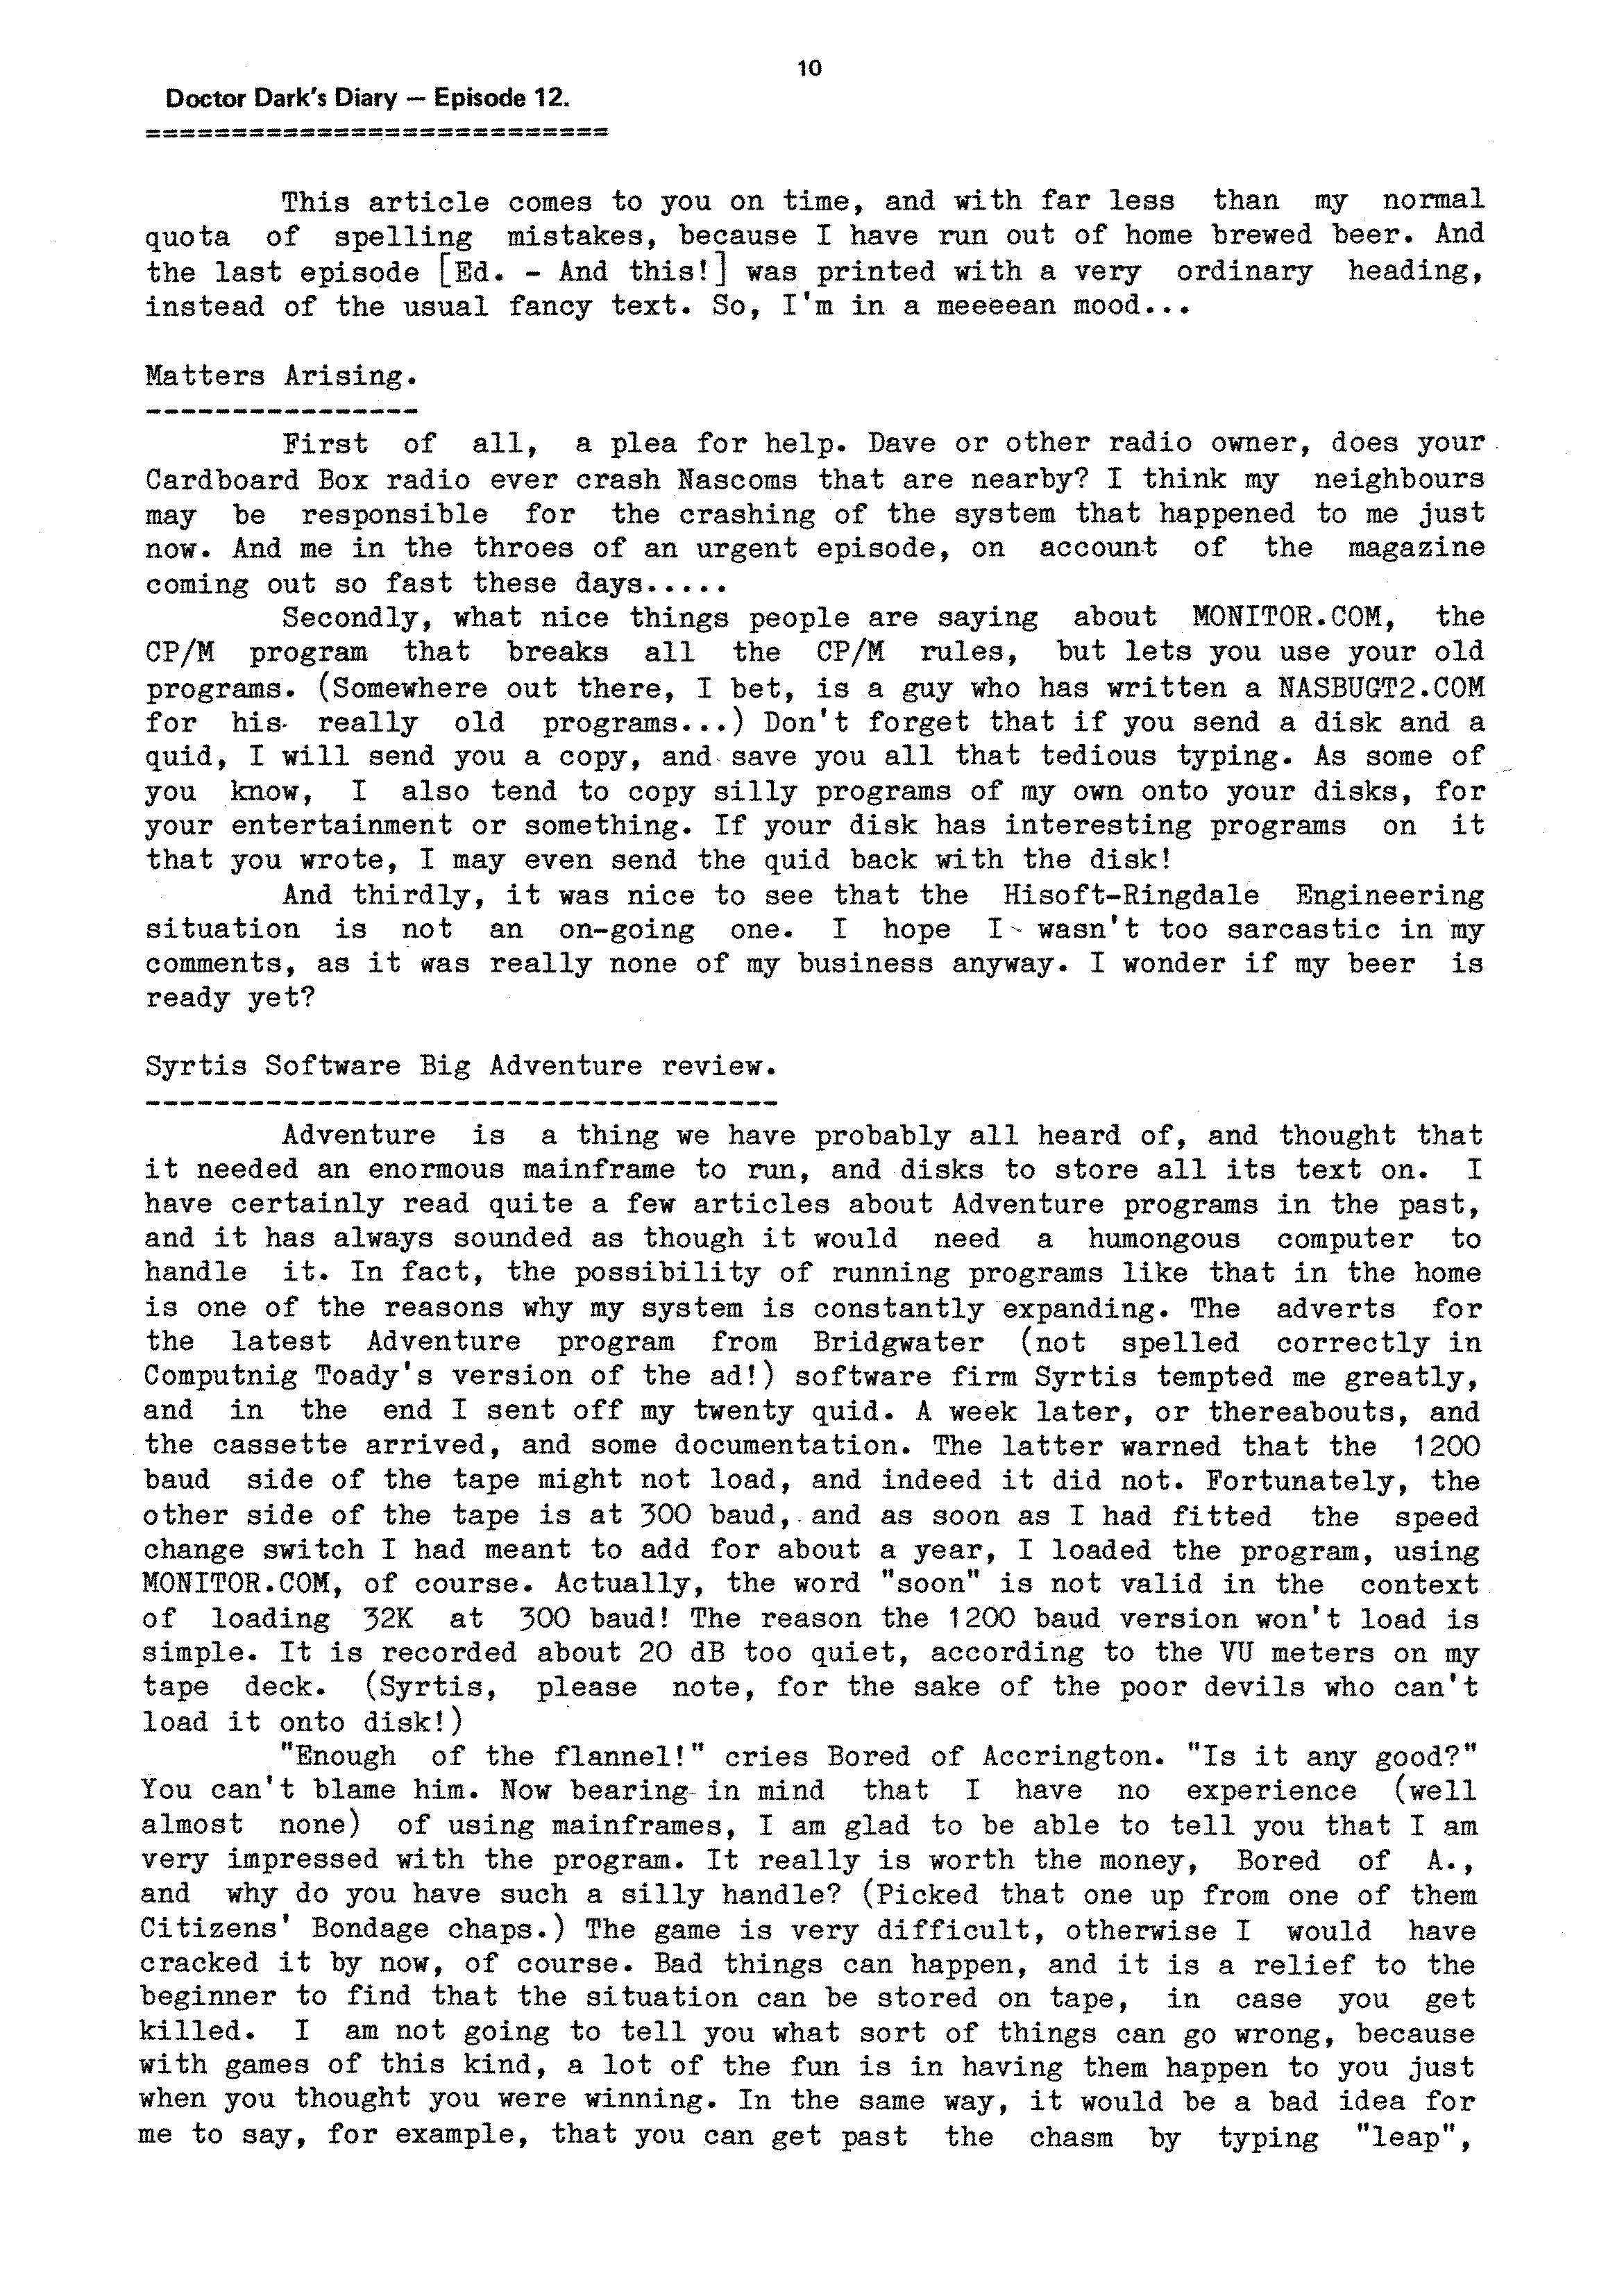 10
Doctor Dark's Diary — Episode 12.
===========================
This article comes to you on time, and with far less than my normal
quota of spelling mistakes, because I have run out of home brewed beer. And
the last episode [Ed. - And this!] was printed with a very ordinary heading,
instead of the usual fancy text. So, I'm in a meeeean mood...
Matters Arising.
----------------
First of all, a plea for help. Dave or other radio owner, does your
Cardboard Box radio ever crash Nascoms that are nearby? I think my neighbours
may be responsible for the crashing of the system that happened to me just
now. And me in the throes of an urgent episode, on account of the magazine
coming out so fast these days.....
Secondly, what nice things people are saying about MONITOR.COM, the
CP/M program that breaks all the CP/M rules, but lets you use your old
programs. (Somewhere out there, I bet, is a guy who has written a NASBUGT2.COM
for his really old programs...) Don't forget that if you send a disk and a
quid, I will send you a copy, and save you all that tedious typing. As some of
you know, I also tend to copy silly programs of my own onto your disks, for
your entertainment or something. If your disk has interesting programs on it
that you wrote, I may even send the quid back with the disk!
And thirdly, it was nice to see that the Hisoft-Ringdale Engineering
situation is not an on-going one. I hope I wasn't too sarcastic in my
comments, as it was really none of my business anyway. I wonder if my beer is
ready yet?
Syrtis Software Big Adventure review.
-------------------------------------
Adventure is a thing we have probably all heard of, and thought that
it needed an enormous mainframe to run, and disks to store all its text on. I
have certainly read quite a few articles about Adventure programs in the past,
and it has always sounded as though it would need a humongous computer to
handle it. In fact, the possibility of running programs like that in the home
is one of the reasons why my system is constantly expanding. The adverts for
the latest Adventure program from Bridgwater (not spelled correctly in
Computnig Toady's version of the ad!) software firm Syrtis tempted me greatly,
and in the end I sent off my twenty quid. A week later, or thereabouts, and
the cassette arrived, and some documentation. The latter warned that the 1200
baud side of the tape might not load, and indeed it did not. Fortunately, the
other side of the tape is at 300 baud, and as soon as I had fitted the speed
change switch I had meant to add for about a year, I loaded the program, using
MONITOR.COM, of course. Actually, the word "soon" is not valid in the context
of loading 32K at 300 baud! The reason the 1200 baud version won't load is
simple. It is recorded about 20 dB too quiet, according to the VU meters on my
tape deck. (Syrtis, please note, for the sake of the poor devils who can't
load it onto disk!)
"Enough of the flannel!" cries Bored of Accrington. "Is it any good?"
You can't blame him. Now bearing in mind that I have no experience (well
almost none) of using mainframes, I am glad to be able to tell you that I am
very impressed with the program. It really is worth the money, Bored of A.,
and why do you have such a silly handle? (Picked that one up from one of them
Citizens' Bondage chaps.) The game is very difficult, otherwise I would have
cracked it by now, of course. Bad things can happen, and it is a relief to the
beginner to find that the situation can be stored on tape, in case you get
killed. I am not going to tell you what sort of things can go wrong, because
with games of this kind, a lot of the fun is in having them happen to you just
when you thought you were winning. In the same way, it would be a bad idea for
me to say, for example, that you can get past the chasm by typing "leap",